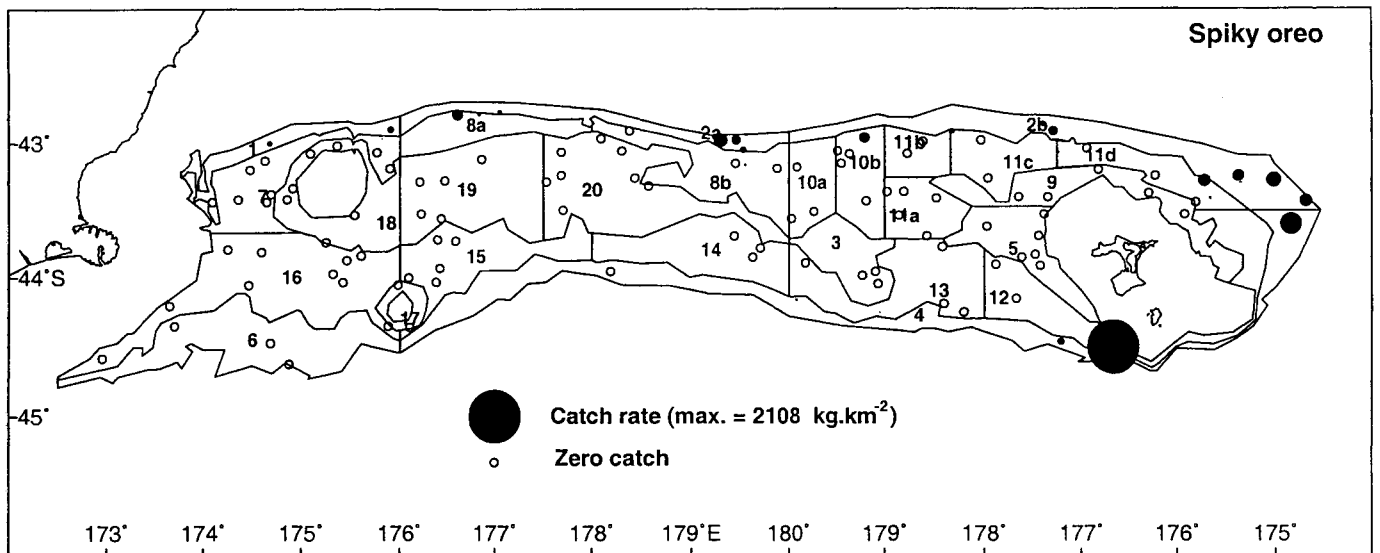 Spiky oreo
43°
44°S
45°
1
8a
2a
2b
11b
10b
11c
11d
7
19
20
8b
10a
9
18
11a
15
14
3
5
16
13
12
1
4
6
Catch rate (max. = 2108 kg.km-2)
Zero catch
173° 174° 175° 176° 177° 178° 179°E 180° 179° 178° 177° 176° 175°